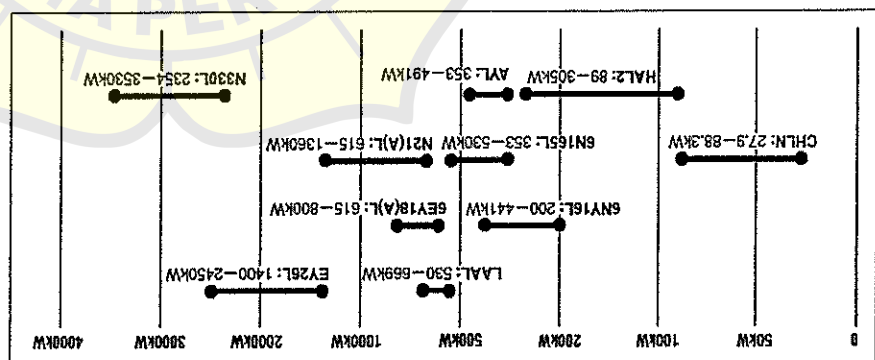 0 50kW 100kW 200kW 500kW 1000kW 2000kW 3000kW 4000kW
LAAL: 530–669kW EY26L: 1400–2450kW
6NY16L: 200–441kW 6EY18(A)L: 615–800kW
CHLN: 27.9–88.3kW 6N165L: 353–530kW N21(A)L: 615–1360kW
HAL2: 89–305kW AYL: 353–491kW N330L: 2354–3530kW
PER